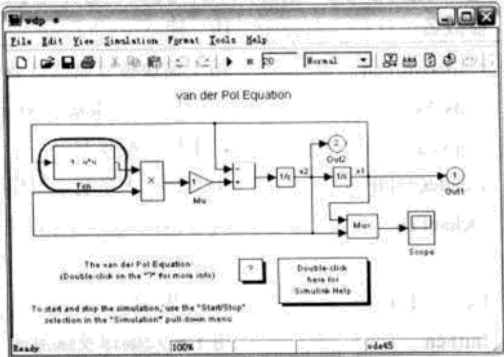 vdp *
File Edit View Simulation Format Tools Help
20 Normal
van der Pol Equation
Fcn
X
1
Mu
1/s
x2
1/s
x1
2
Out2
1
Out1
Mux
Scope
The van der Pol Equation
(Double-click on the "?" for more info)
?
Double-click
here for
Simulink Help
To start and stop the simulation, use the "Start/Stop"
selection in the "Simulation" pull-down menu
Ready 100% ode45